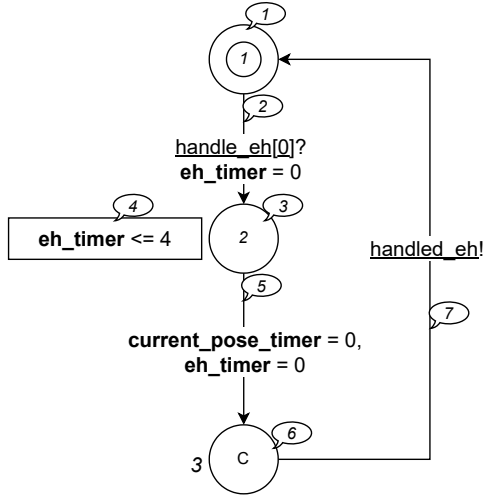 1
1
2
handle_eh[0]?
eh_timer = 0
4
3
eh_timer <= 4
2
handled_eh!
5
7
current_pose_timer = 0,
eh_timer = 0
6
3
C